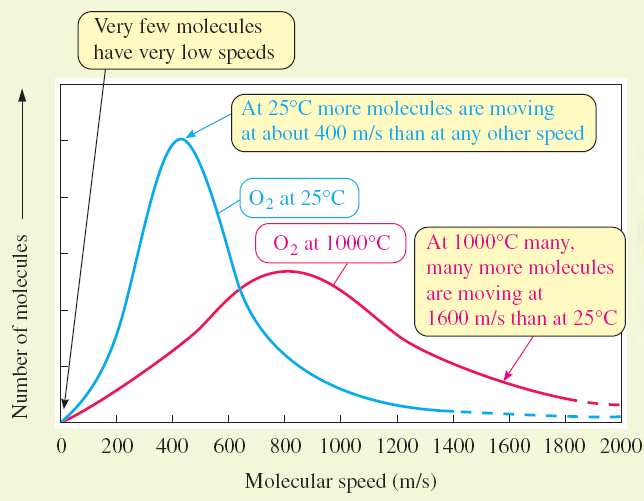 Very few molecules
have very low speeds
At 25°C more molecules are moving
at about 400 m/s than at any other speed
O₂ at 25°C
O₂ at 1000°C
At 1000°C many,
many more molecules
are moving at
1600 m/s than at 25°C
Number of molecules
0 200 400 600 800 1000 1200 1400 1600 1800 2000
Molecular speed (m/s)